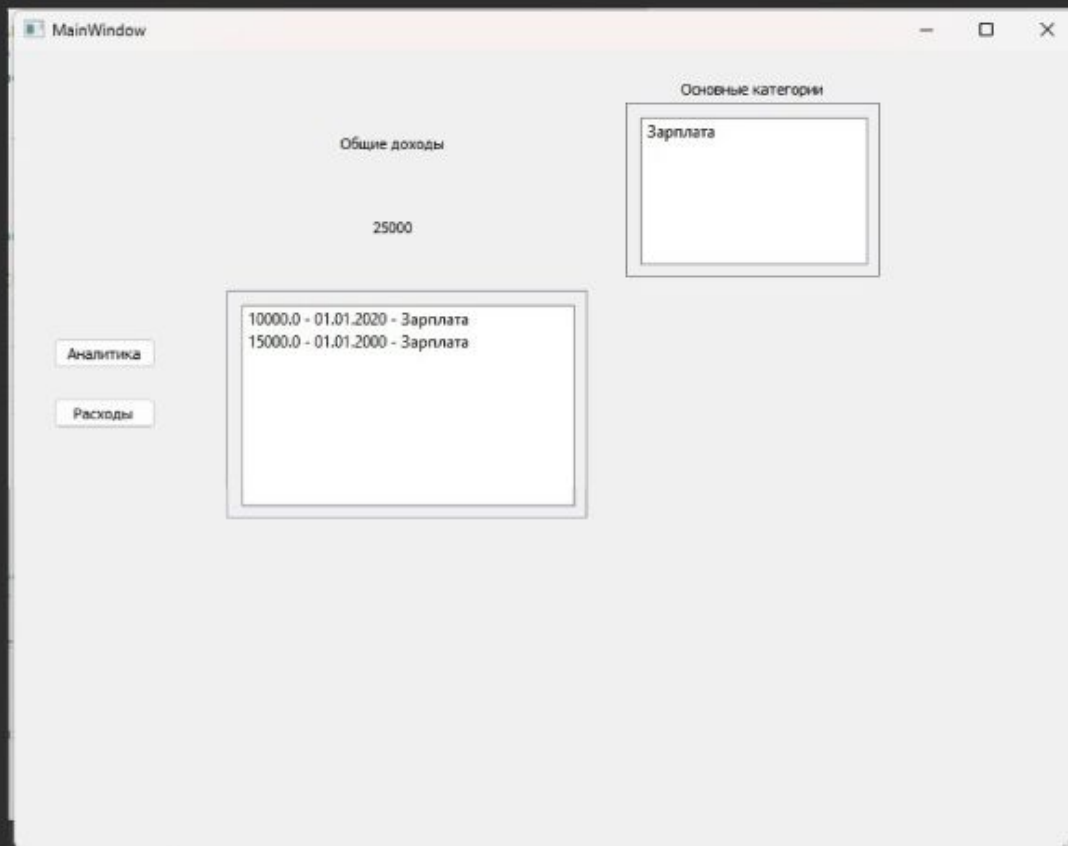 MainWindow
Основные категории
Зарплата
Общие доходы
25000
10000.0 - 01.01.2020 - Зарплата
15000.0 - 01.01.2000 - Зарплата
Аналитика
Расходы